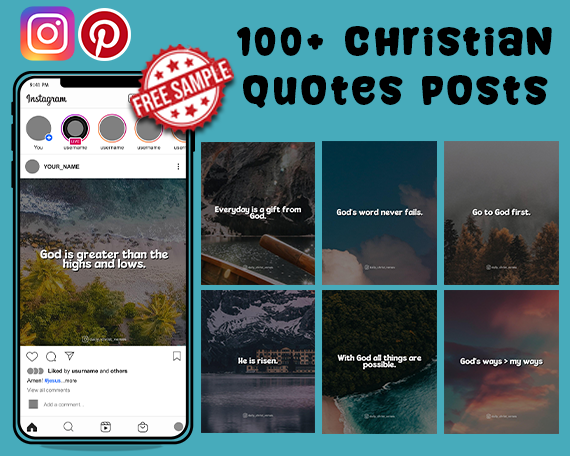 100+ Christian
Quotes Posts
FREE SAMPLE
9:41 PM
Instagram
LIVE
You
username
username
username
YOUR_NAME
God is greater than the
highs and lows.
Liked by username and others
Amen! #jesus...more
View all comments
Add a comment...
Everyday is a gift from
God.
God's word never fails.
Go to God first.
He is risen.
With God all things are
possible.
God's ways > my ways